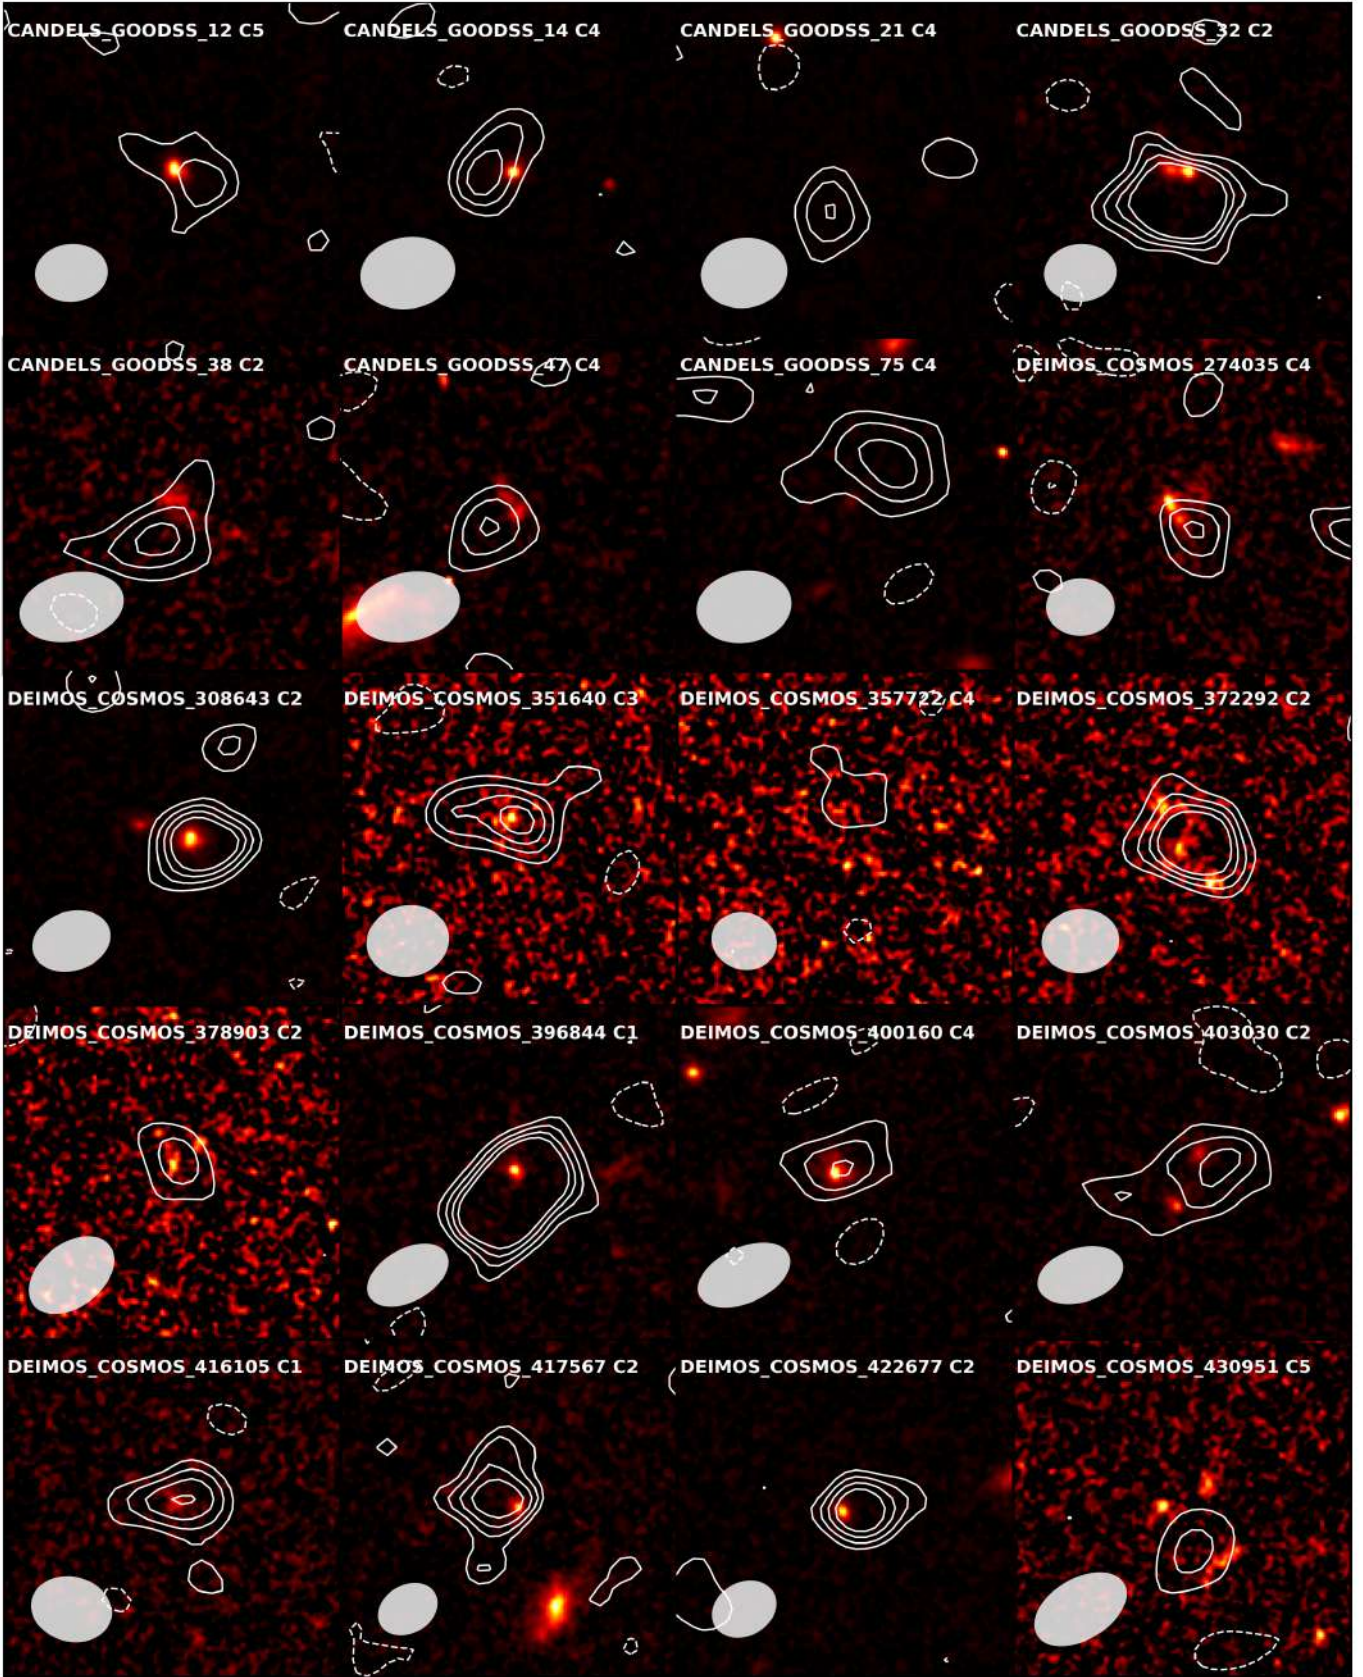 CANDELS_GOODSS_12 C5
CANDELS_GOODSS_14 C4
CANDELS_GOODSS_21 C4
CANDELS_GOODSS_32 C2
CANDELS_GOODSS_38 C2
CANDELS_GOODSS_47 C4
CANDELS_GOODSS_75 C4
DEIMOS_COSMOS_274035 C4
DEIMOS_COSMOS_308643 C2
DEIMOS_COSMOS_351640 C3
DEIMOS_COSMOS_357722 C4
DEIMOS_COSMOS_372292 C2
DEIMOS_COSMOS_378903 C2
DEIMOS_COSMOS_396844 C1
DEIMOS_COSMOS_400160 C4
DEIMOS_COSMOS_403030 C2
DEIMOS_COSMOS_416105 C1
DEIMOS_COSMOS_417567 C2
DEIMOS_COSMOS_422677 C2
DEIMOS_COSMOS_430951 C5